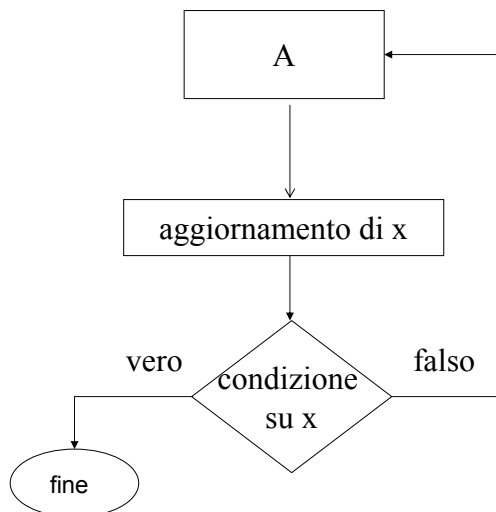 A
aggiornamento di x
vero
condizione
su x
falso
fine